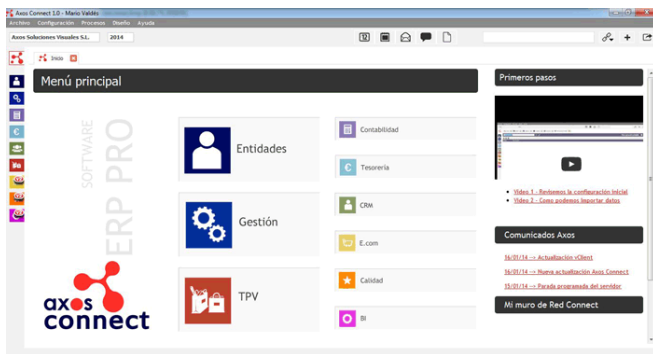 Axos Connect 1.0 - Mario Valdés
Archivo Configuración Procesos Diseño Ayuda
Axos Soluciones Visuales S.L. 2014
Inicio
Menú principal
SOFTWARE
ERP PRO
axos
connect
Entidades
Gestión
TPV
Contabilidad
Tesorería
CRM
E.com
Calidad
BI
Primeros pasos
Video 1 - Revisemos la configuración inicial
Video 2 - Como podemos importar datos
Comunicados Axos
16/01/14 --> Actualización vClient
16/01/14 --> Nueva actualización Axos Connect
15/01/14 --> Parada programada del servidor
Mi muro de Red Connect